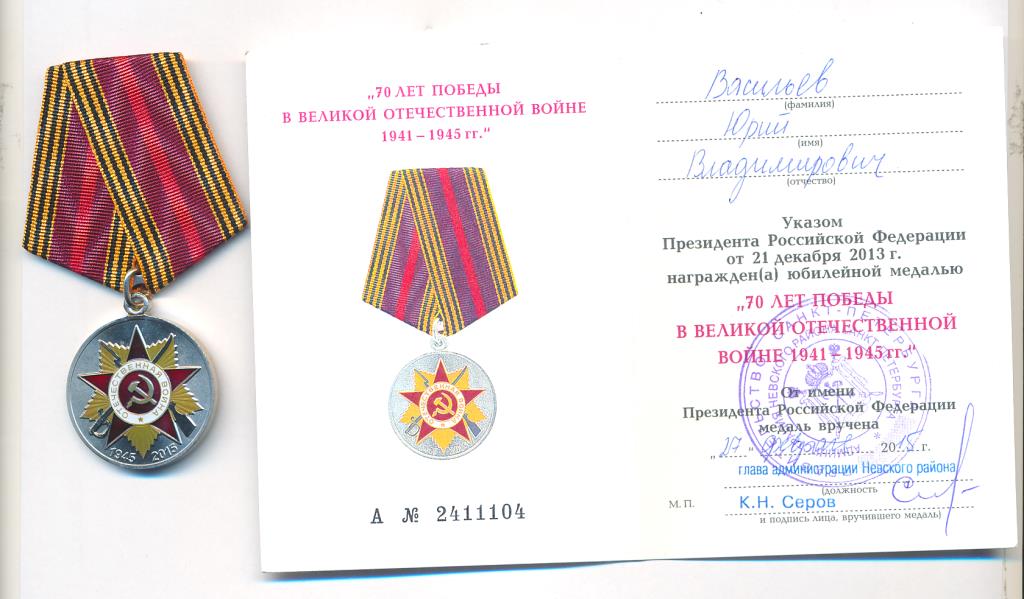 ОТЕЧЕСТВЕННАЯ ВОЙНА
1945 2015
„70 ЛЕТ ПОБЕДЫ
В ВЕЛИКОЙ ОТЕЧЕСТВЕННОЙ ВОЙНЕ
1941 – 1945 гг.“
А № 2411104
Васильев
(фамилия)
Юрий
(имя)
Владимирович
(отчество)
Указом
Президента Российской Федерации
от 21 декабря 2013 г.
награжден(а) юбилейной медалью
„70 ЛЕТ ПОБЕДЫ
В ВЕЛИКОЙ ОТЕЧЕСТВЕННОЙ
ВОЙНЕ 1941 – 1945 гг.“
От имени
Президента Российской Федерации
медаль вручена
„27“ февраля 2015 г.
глава администрации Невского района
(должность
М. П. К.Н. Серов
и подпись лица, вручившего медаль)